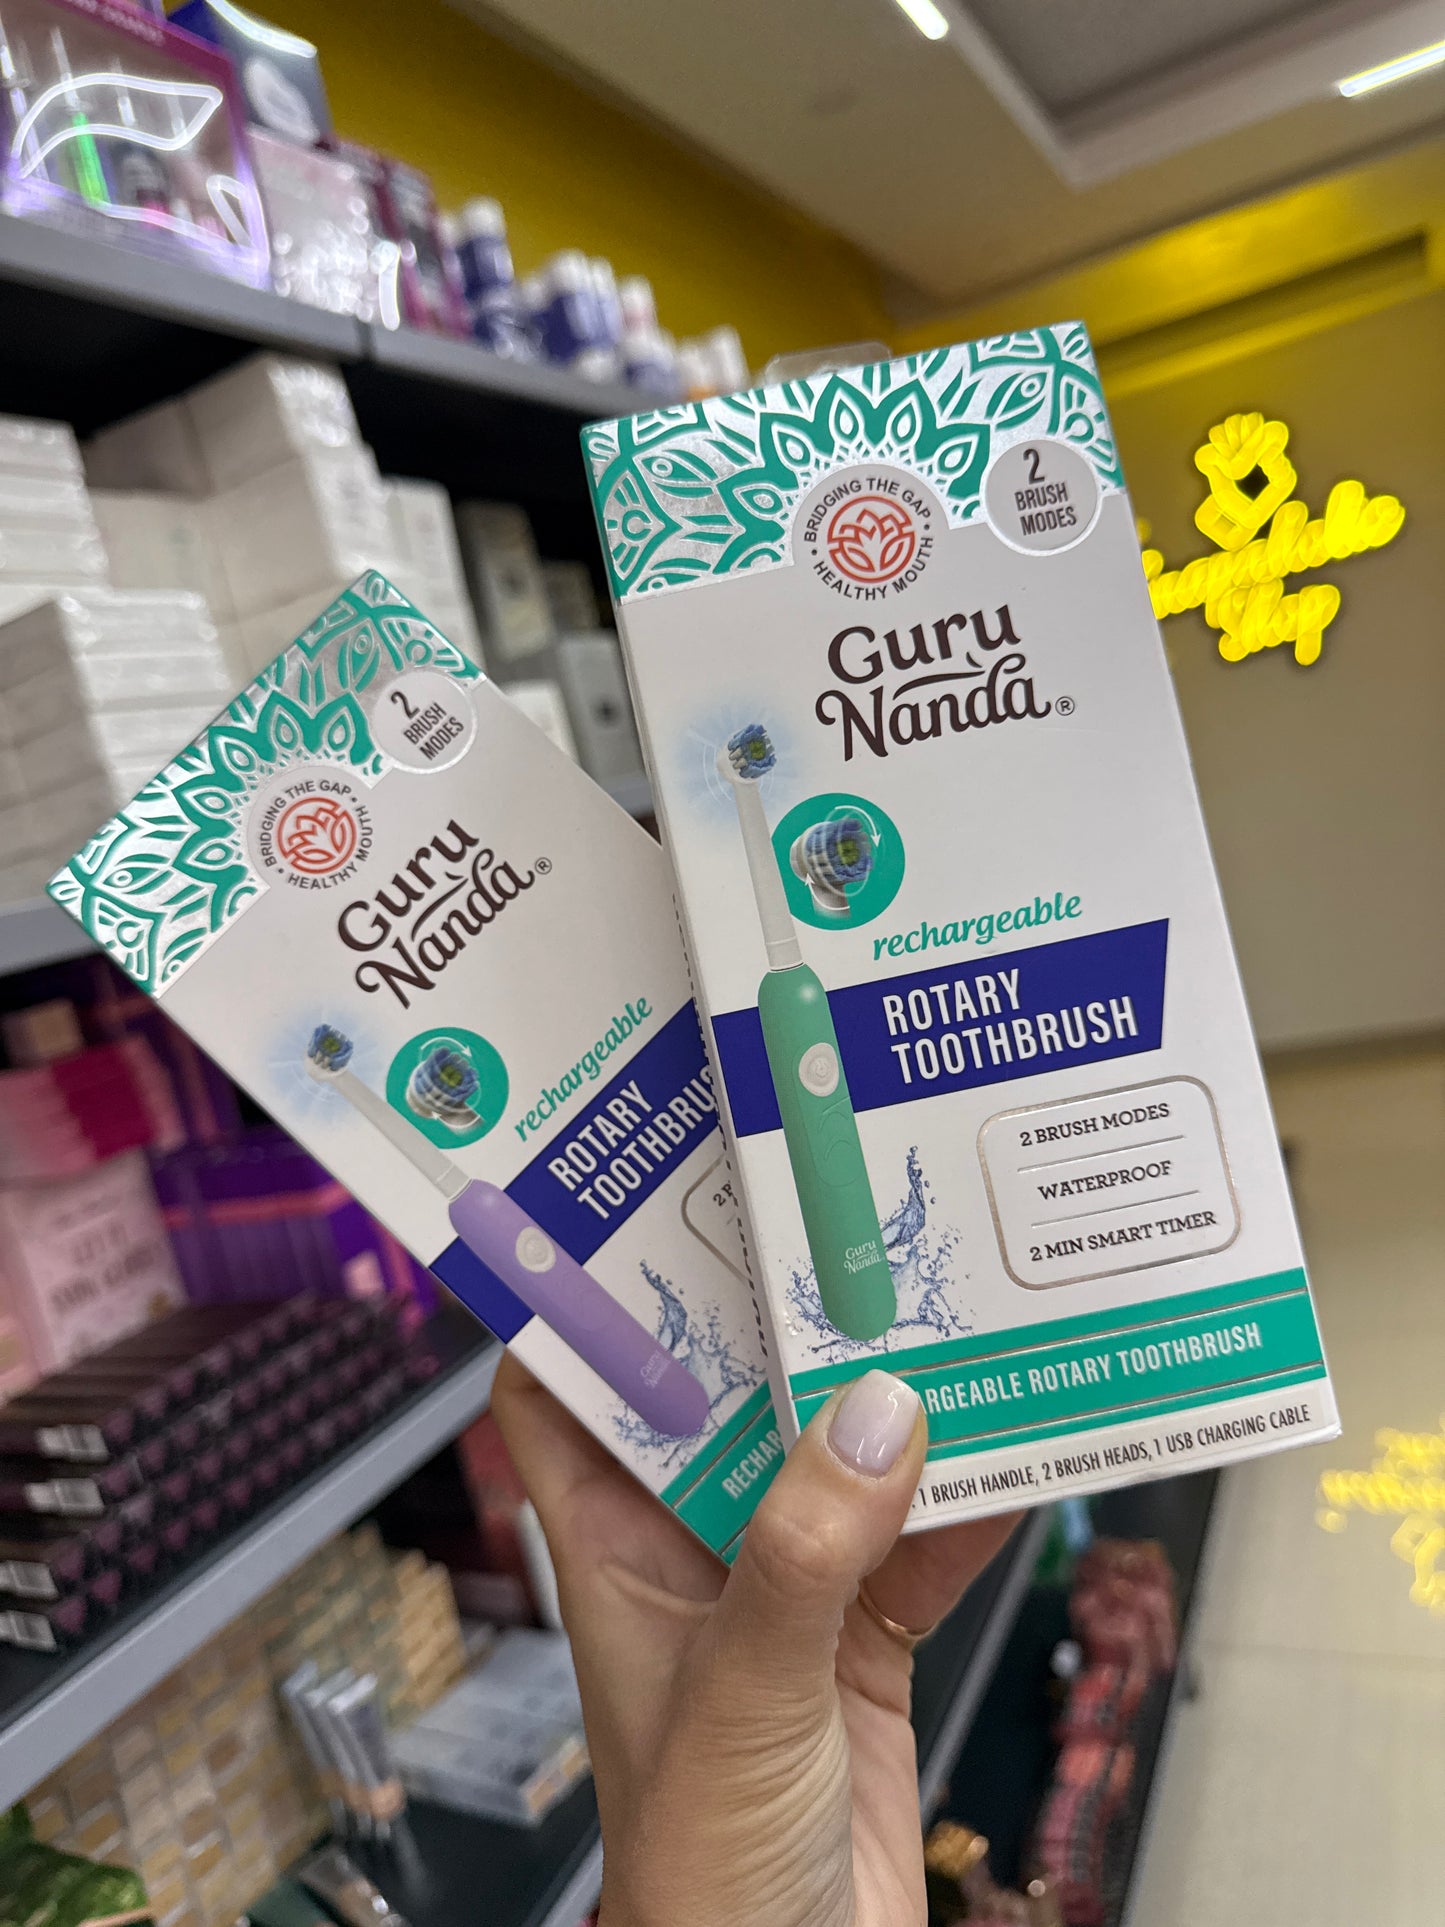 2
BRUSH
MODES
BRIDGING THE GAP
HEALTHY MOUTH
Guru
Nanda®
rechargeable
ROTARY
TOOTHBRUSH
2 BRUSH MODES
WATERPROOF
2 MIN SMART TIMER
Guru
Nanda
ARGEABLE ROTARY TOOTHBRUSH
1 BRUSH HANDLE, 2 BRUSH HEADS, 1 USB CHARGING CABLE
2
BRUSH
MODES
BRIDGING THE GAP
HEALTHY MOUTH
Guru
Nanda®
rechargeable
ROTARY
TOOTHBRUS
Guru
Nanda
RECHAR